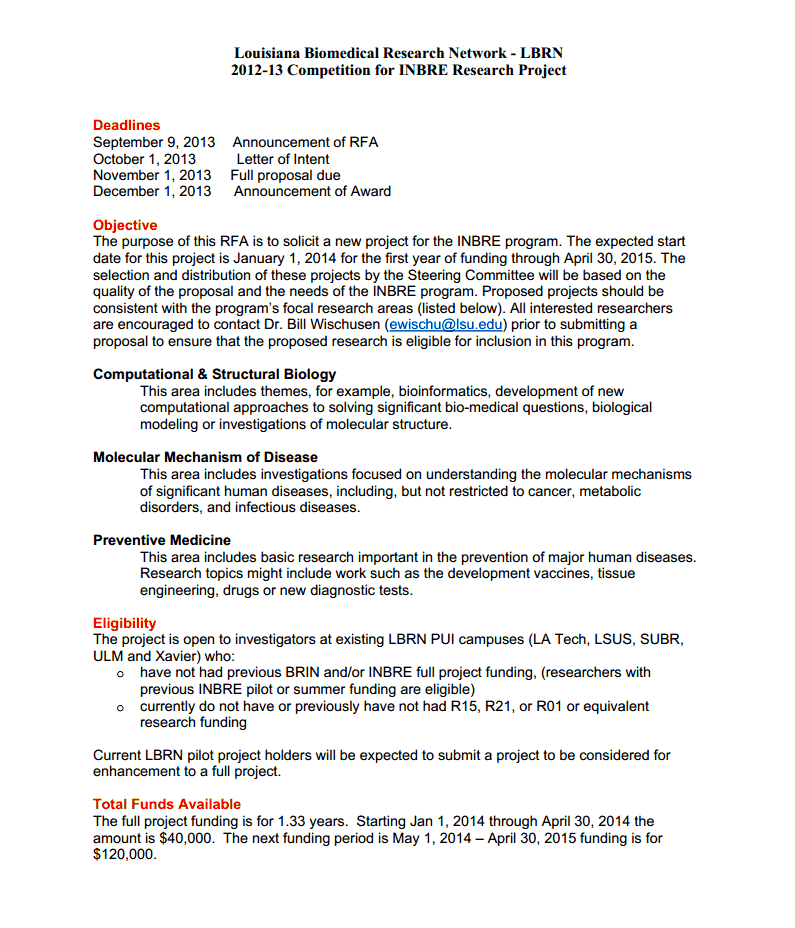 Louisiana Biomedical Research Network - LBRN
2012-13 Competition for INBRE Research Project
Deadlines
September 9, 2013 Announcement of RFA
October 1, 2013 Letter of Intent
November 1, 2013 Full proposal due
December 1, 2013 Announcement of Award
Objective
The purpose of this RFA is to solicit a new project for the INBRE program. The expected start
date for this project is January 1, 2014 for the first year of funding through April 30, 2015. The
selection and distribution of these projects by the Steering Committee will be based on the
quality of the proposal and the needs of the INBRE program. Proposed projects should be
consistent with the program's focal research areas (listed below). All interested researchers
are encouraged to contact Dr. Bill Wischusen (ewischu@lsu.edu) prior to submitting a
proposal to ensure that the proposed research is eligible for inclusion in this program.
Computational & Structural Biology
This area includes themes, for example, bioinformatics, development of new
computational approaches to solving significant bio-medical questions, biological
modeling or investigations of molecular structure.
Molecular Mechanism of Disease
This area includes investigations focused on understanding the molecular mechanisms
of significant human diseases, including, but not restricted to cancer, metabolic
disorders, and infectious diseases.
Preventive Medicine
This area includes basic research important in the prevention of major human diseases.
Research topics might include work such as the development vaccines, tissue
engineering, drugs or new diagnostic tests.
Eligibility
The project is open to investigators at existing LBRN PUI campuses (LA Tech, LSUS, SUBR,
ULM and Xavier) who:
o have not had previous BRIN and/or INBRE full project funding, (researchers with
previous INBRE pilot or summer funding are eligible)
o currently do not have or previously have not had R15, R21, or R01 or equivalent
research funding
Current LBRN pilot project holders will be expected to submit a project to be considered for
enhancement to a full project.
Total Funds Available
The full project funding is for 1.33 years. Starting Jan 1, 2014 through April 30, 2014 the
amount is $40,000. The next funding period is May 1, 2014 – April 30, 2015 funding is for
$120,000.